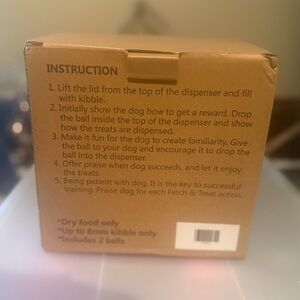 INSTRUCTION
1. Lift the lid from the top of the dispenser and fill
with kibble.
2. Initially show the dog how to get a reward. Drop
the ball inside the top of the dispenser and show
how the treats are dispensed.
3. Make it fun for the dog to create familiarity. Give
the ball to your dog and encourage it to drop the
ball into the dispenser.
4. Offer praise when dog succeeds, and let it enjoy
the treats.
5. Being patient with dog. It is the key to successful
training. Praise dog for each Fetch & Treat action.
*Dry food only
*Up to 8mm kibble only
*Includes 2 balls